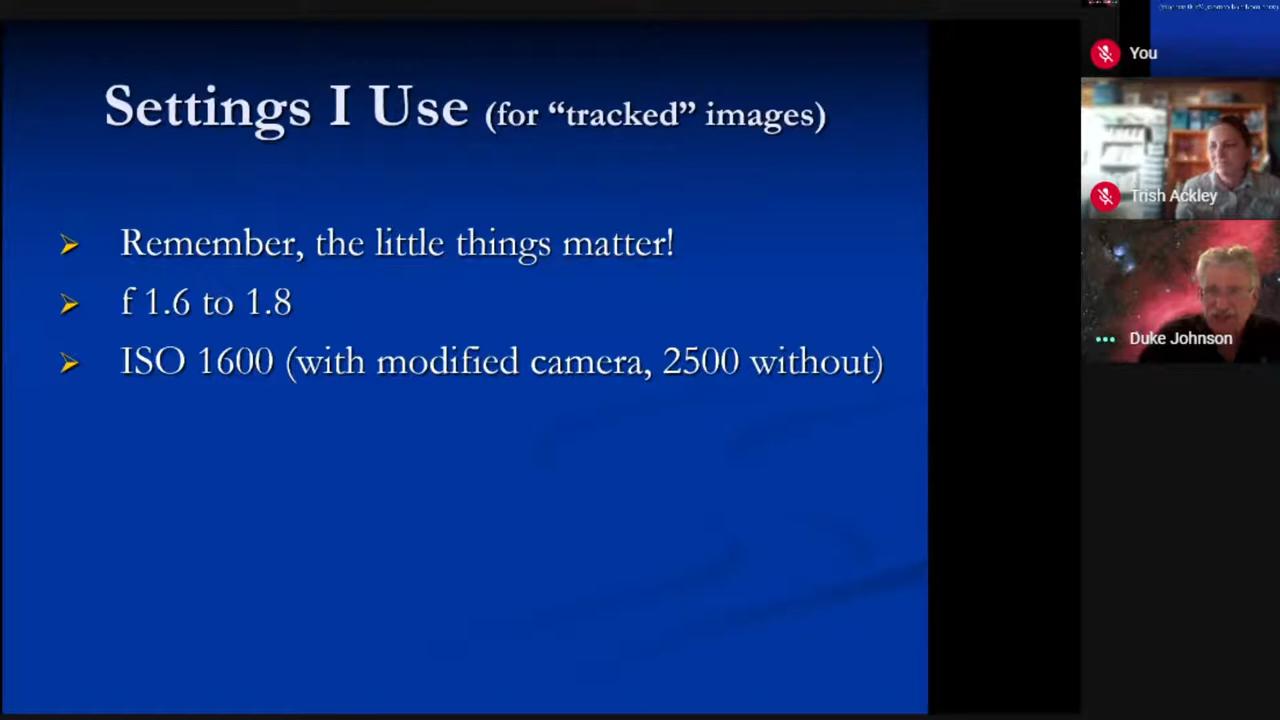 Settings I Use (for “tracked” images)
Remember, the little things matter!
f 1.6 to 1.8
ISO 1600 (with modified camera, 2500 without)
You
Trish Ackley
Duke Johnson